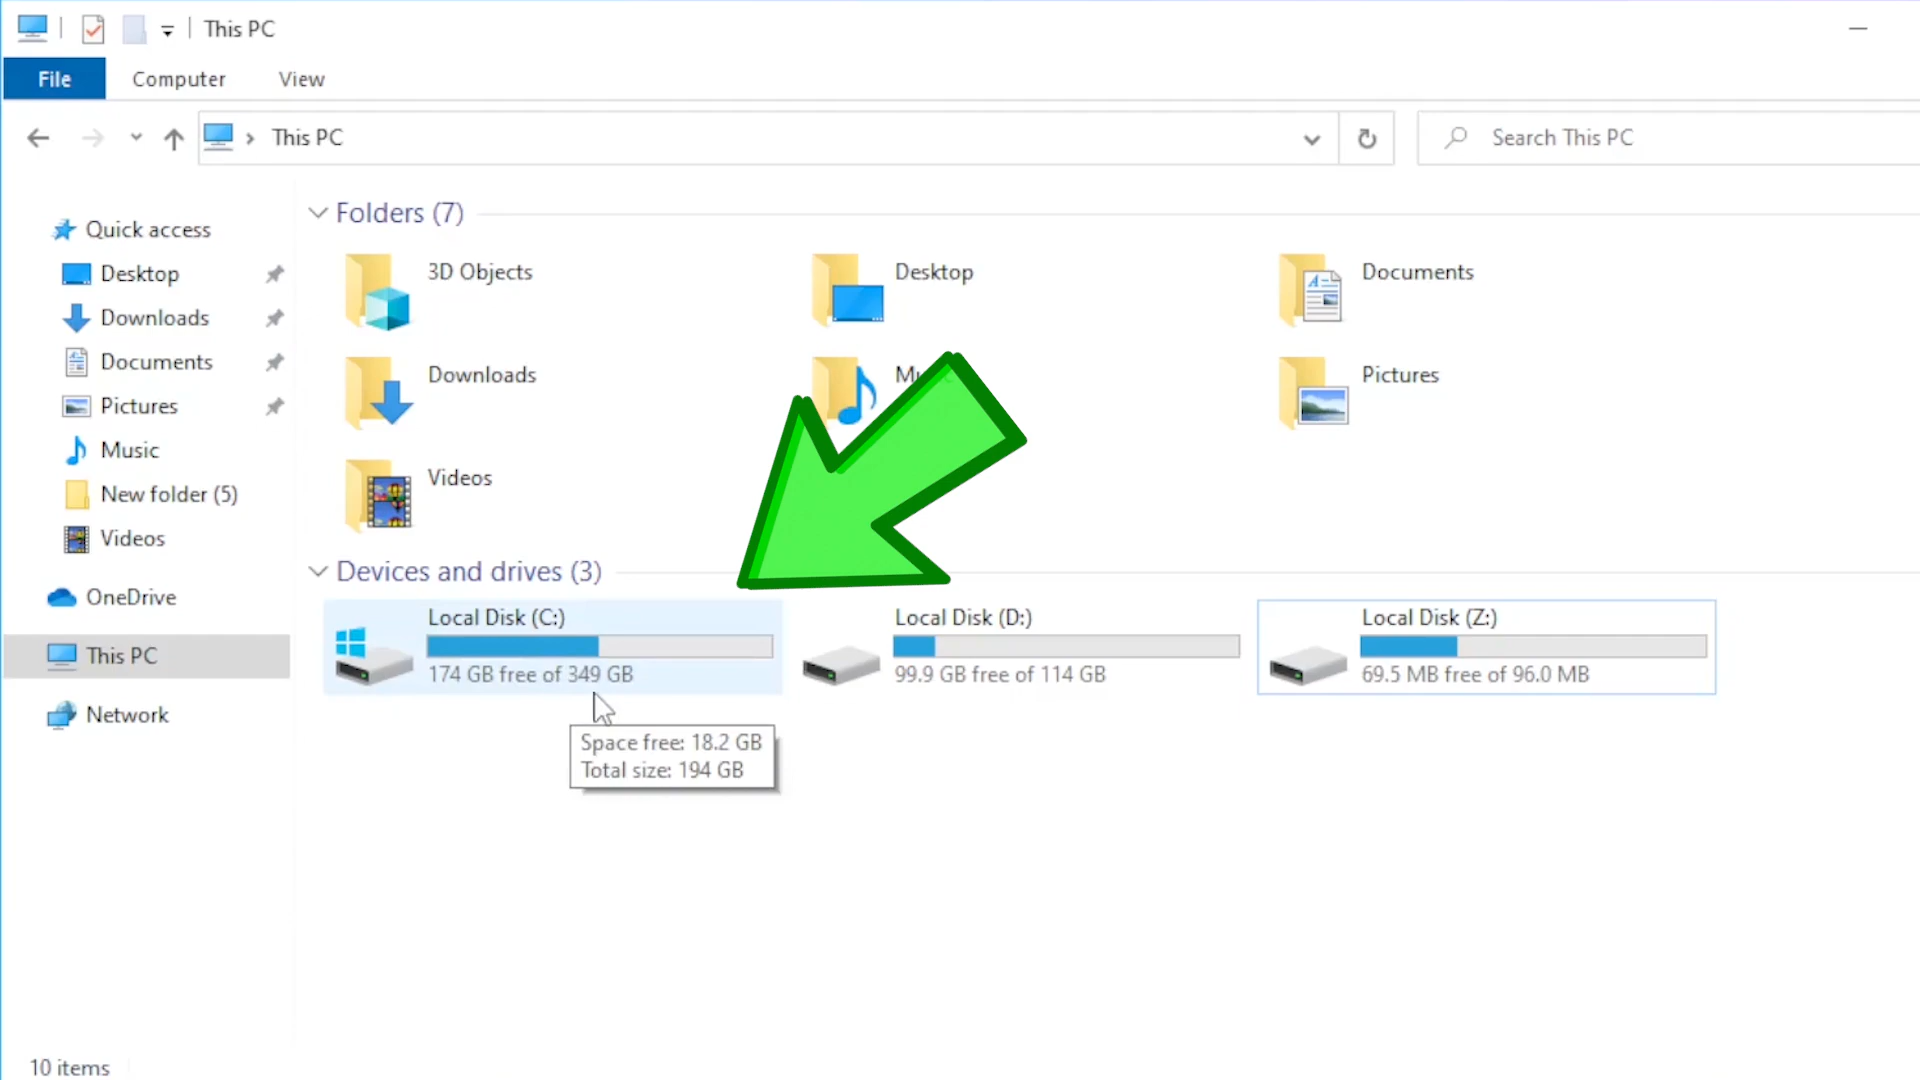 This PC
File Computer View
This PC
Search This PC
Quick access
Desktop
Downloads
Documents
Pictures
Music
New folder (5)
Videos
OneDrive
This PC
Network
Folders (7)
3D Objects
Desktop
Documents
Downloads
Pictures
Videos
Devices and drives (3)
Local Disk (C:)
174 GB free of 349 GB
Local Disk (D:)
99.9 GB free of 114 GB
Local Disk (Z:)
69.5 MB free of 96.0 MB
Space free: 18.2 GB
Total size: 194 GB
10 items